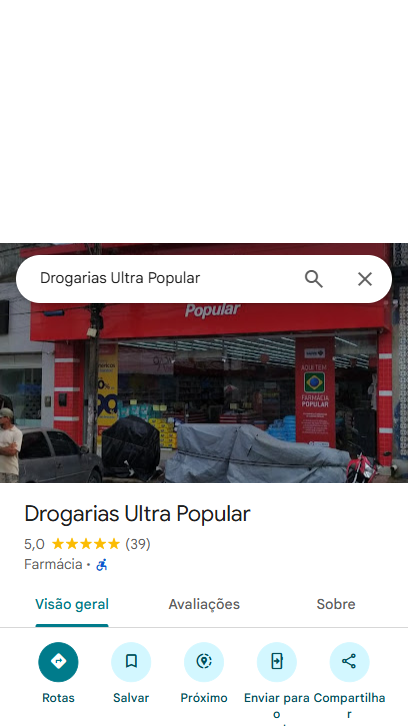 Drogarias Ultra Popular
Popular
AQUI TEM
FARMÁCIA
POPULAR
Drogarias Ultra Popular
5,0 (39)
Farmácia ·
Visão geral Avaliações Sobre
Rotas Salvar Próximo Enviar para Compartilha
o r